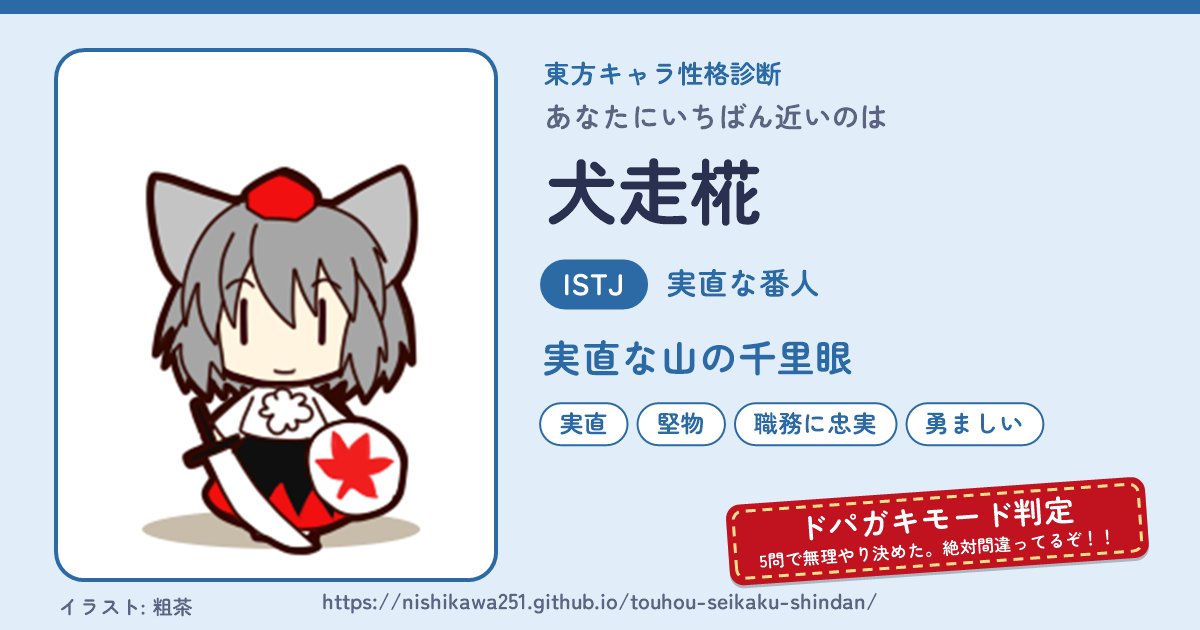 東方キャラ性格診断
あなたにいちばん近いのは
犬走椛
ISTJ 実直な番人
実直な山の千里眼
実直 堅物 職務に忠実 勇ましい
ドパガキモード判定
5問で無理やり決めた。絶対間違ってるぞ！！
イラスト: 粗茶
https://nishikawa251.github.io/touhou-seikaku-shindan/